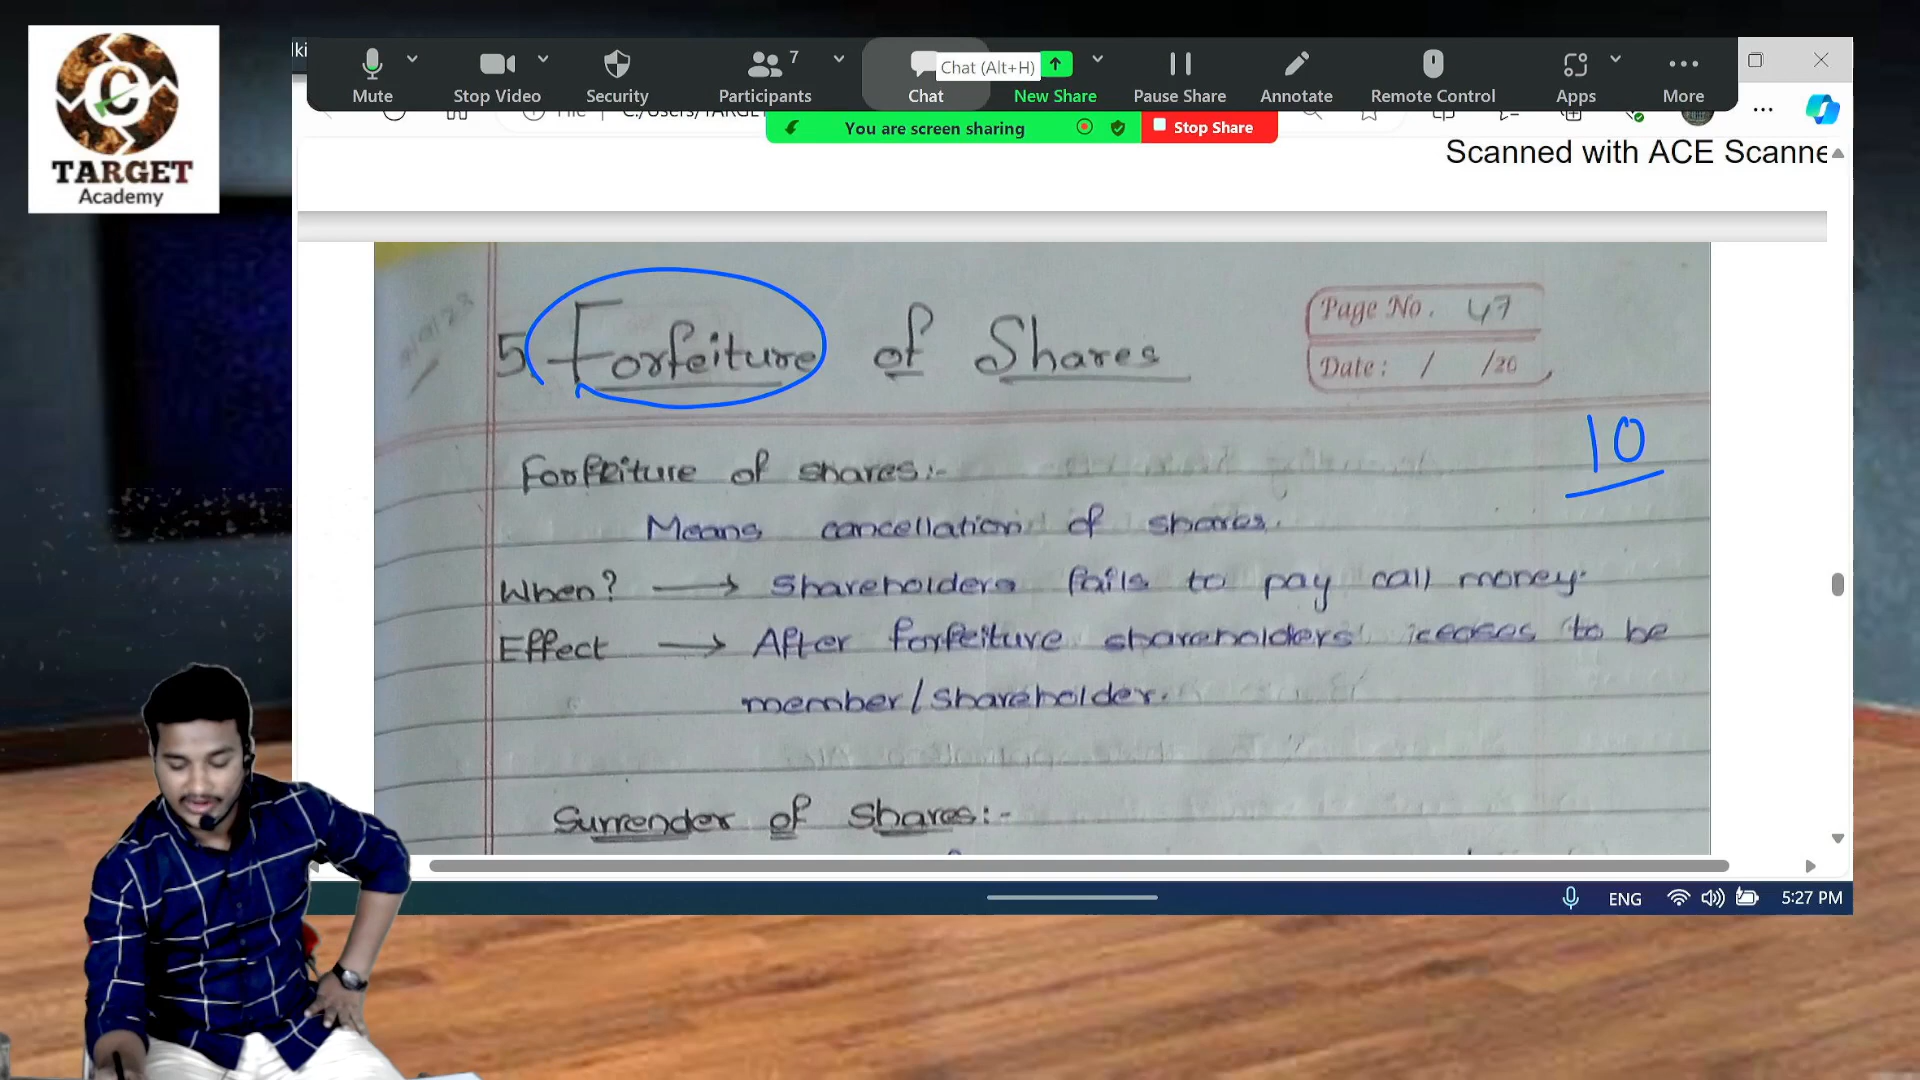 TARGET
Academy
Mute
Stop Video
Security
Participants
7
Chat
Chat (Alt+H)
New Share
Pause Share
Annotate
Remote Control
Apps
More
You are screen sharing
Stop Share
Scanned with ACE Scanne
5. Forfeiture of Shares
Page No. 47
Date: / /20
10
Forfeiture of shares:-
Means cancellation of shares.
When? → Shareholders fails to pay call money.
Effect → After forfeiture shareholders ceases to be
member/shareholder.
Surrender of Shares:-
ENG
5:27 PM